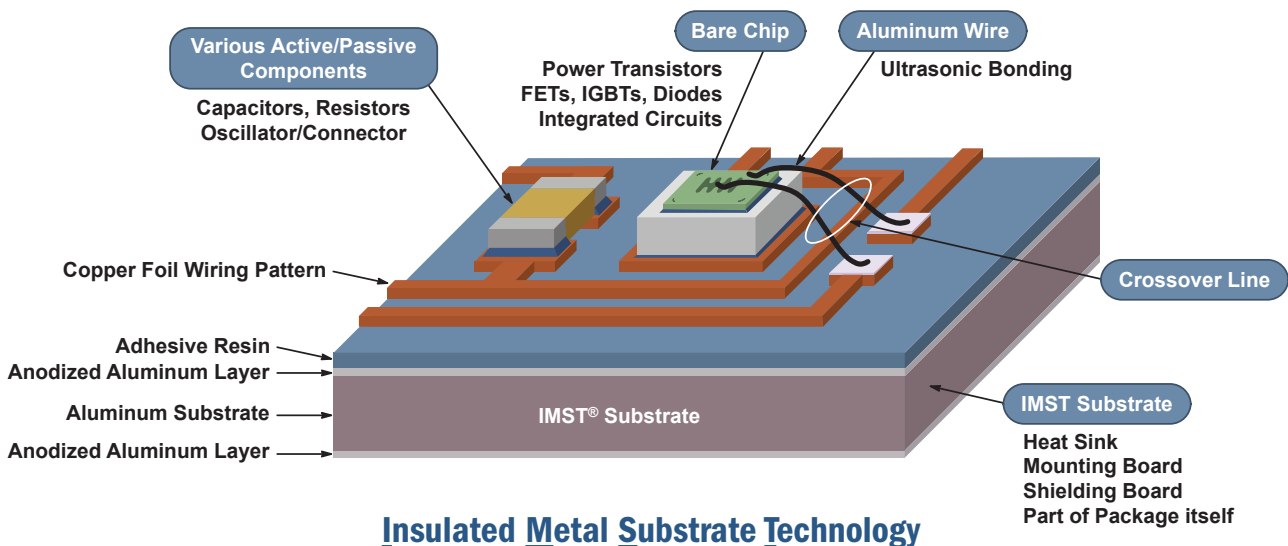 Various Active/Passive
Components
Capacitors, Resistors
Oscillator/Connector
Bare Chip
Power Transistors
FETs, IGBTs, Diodes
Integrated Circuits
Aluminum Wire
Ultrasonic Bonding
Copper Foil Wiring Pattern
Crossover Line
Adhesive Resin
Anodized Aluminum Layer
Aluminum Substrate
Anodized Aluminum Layer
IMST® Substrate
IMST Substrate
Heat Sink
Mounting Board
Shielding Board
Part of Package itself
Insulated Metal Substrate Technology